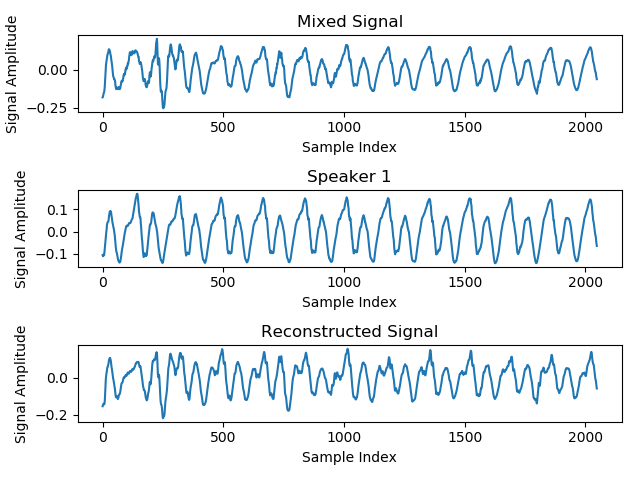 Mixed Signal
Signal Amplitude
0.00
−0.25
0
500
1000
1500
2000
Sample Index
Speaker 1
Signal Amplitude
0.1
0.0
−0.1
0
500
1000
1500
2000
Sample Index
Reconstructed Signal
Signal Amplitude
0.0
−0.2
0
500
1000
1500
2000
Sample Index